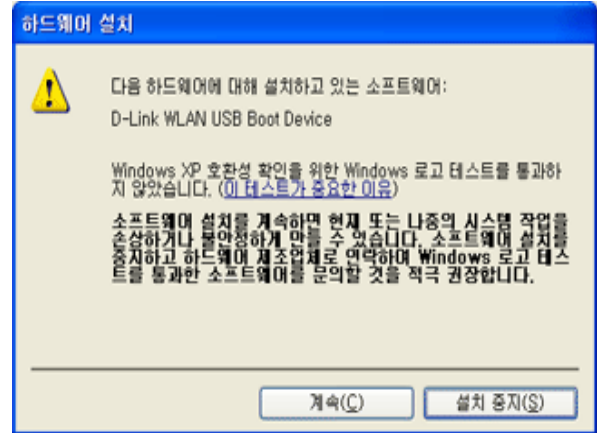 하드웨어 설치
다음 하드웨어에 대해 설치하고 있는 소프트웨어:
D-Link WLAN USB Boot Device
Windows XP 호환성 확인을 위한 Windows 로고 테스트를 통과하
지 않았습니다. (이 테스트가 중요한 이유)
소프트웨어 설치를 계속하면 현재 또는 나중의 시스템 작업을
손상하거나 불안정하게 만들 수 있습니다. 소프트웨어 설치를
중지하고 하드웨어 제조업체로 연락하여 Windows 로고 테스
트를 통과한 소프트웨어를 문의할 것을 적극 권장합니다.
계속(C)
설치 중지(S)